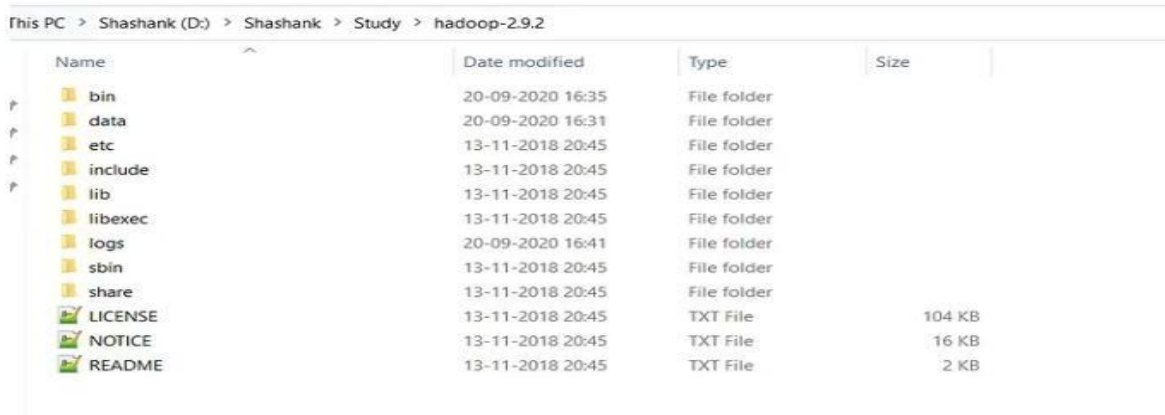 This PC > Shashank (D:) > Shashank > Study > hadoop-2.9.2
Name Date modified Type Size
bin 20-09-2020 16:35 File folder
data 20-09-2020 16:31 File folder
etc 13-11-2018 20:45 File folder
include 13-11-2018 20:45 File folder
lib 13-11-2018 20:45 File folder
libexec 13-11-2018 20:45 File folder
logs 20-09-2020 16:41 File folder
sbin 13-11-2018 20:45 File folder
share 13-11-2018 20:45 File folder
LICENSE 13-11-2018 20:45 TXT File 104 KB
NOTICE 13-11-2018 20:45 TXT File 16 KB
README 13-11-2018 20:45 TXT File 2 KB